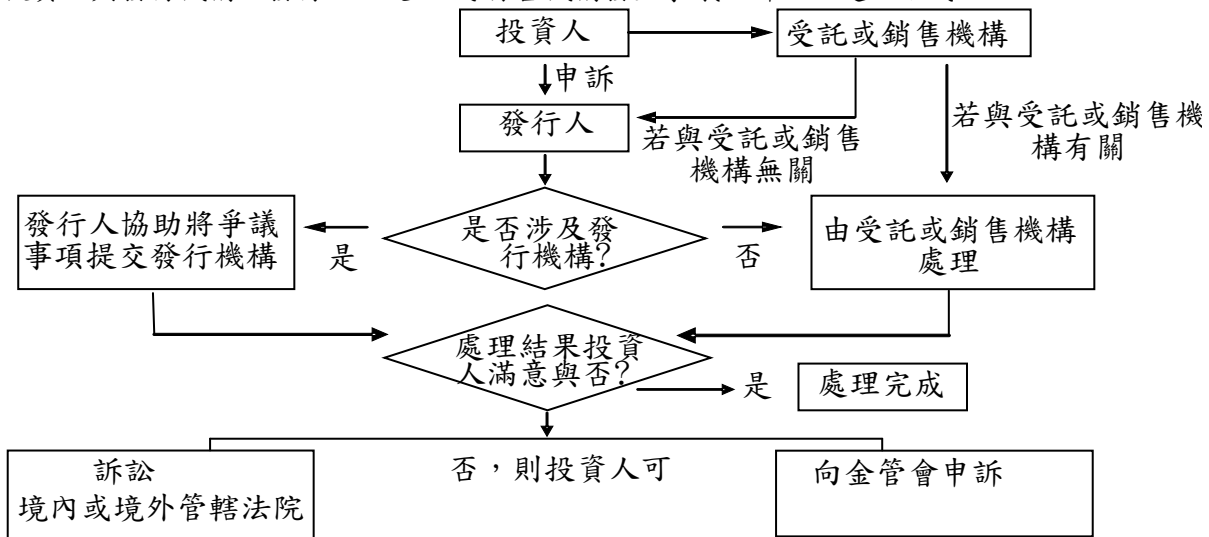 投資人
受託或銷售機構
申訴
發行人
若與受託或銷售
機構無關
若與受託或銷售機
構有關
發行人協助將爭議
事項提交發行機構
是
是否涉及發
行機構?
否
由受託或銷售機構
處理
處理結果投資
人滿意與否?
是
處理完成
訴訟
境內或境外管轄法院
否，則投資人可
向金管會申訴